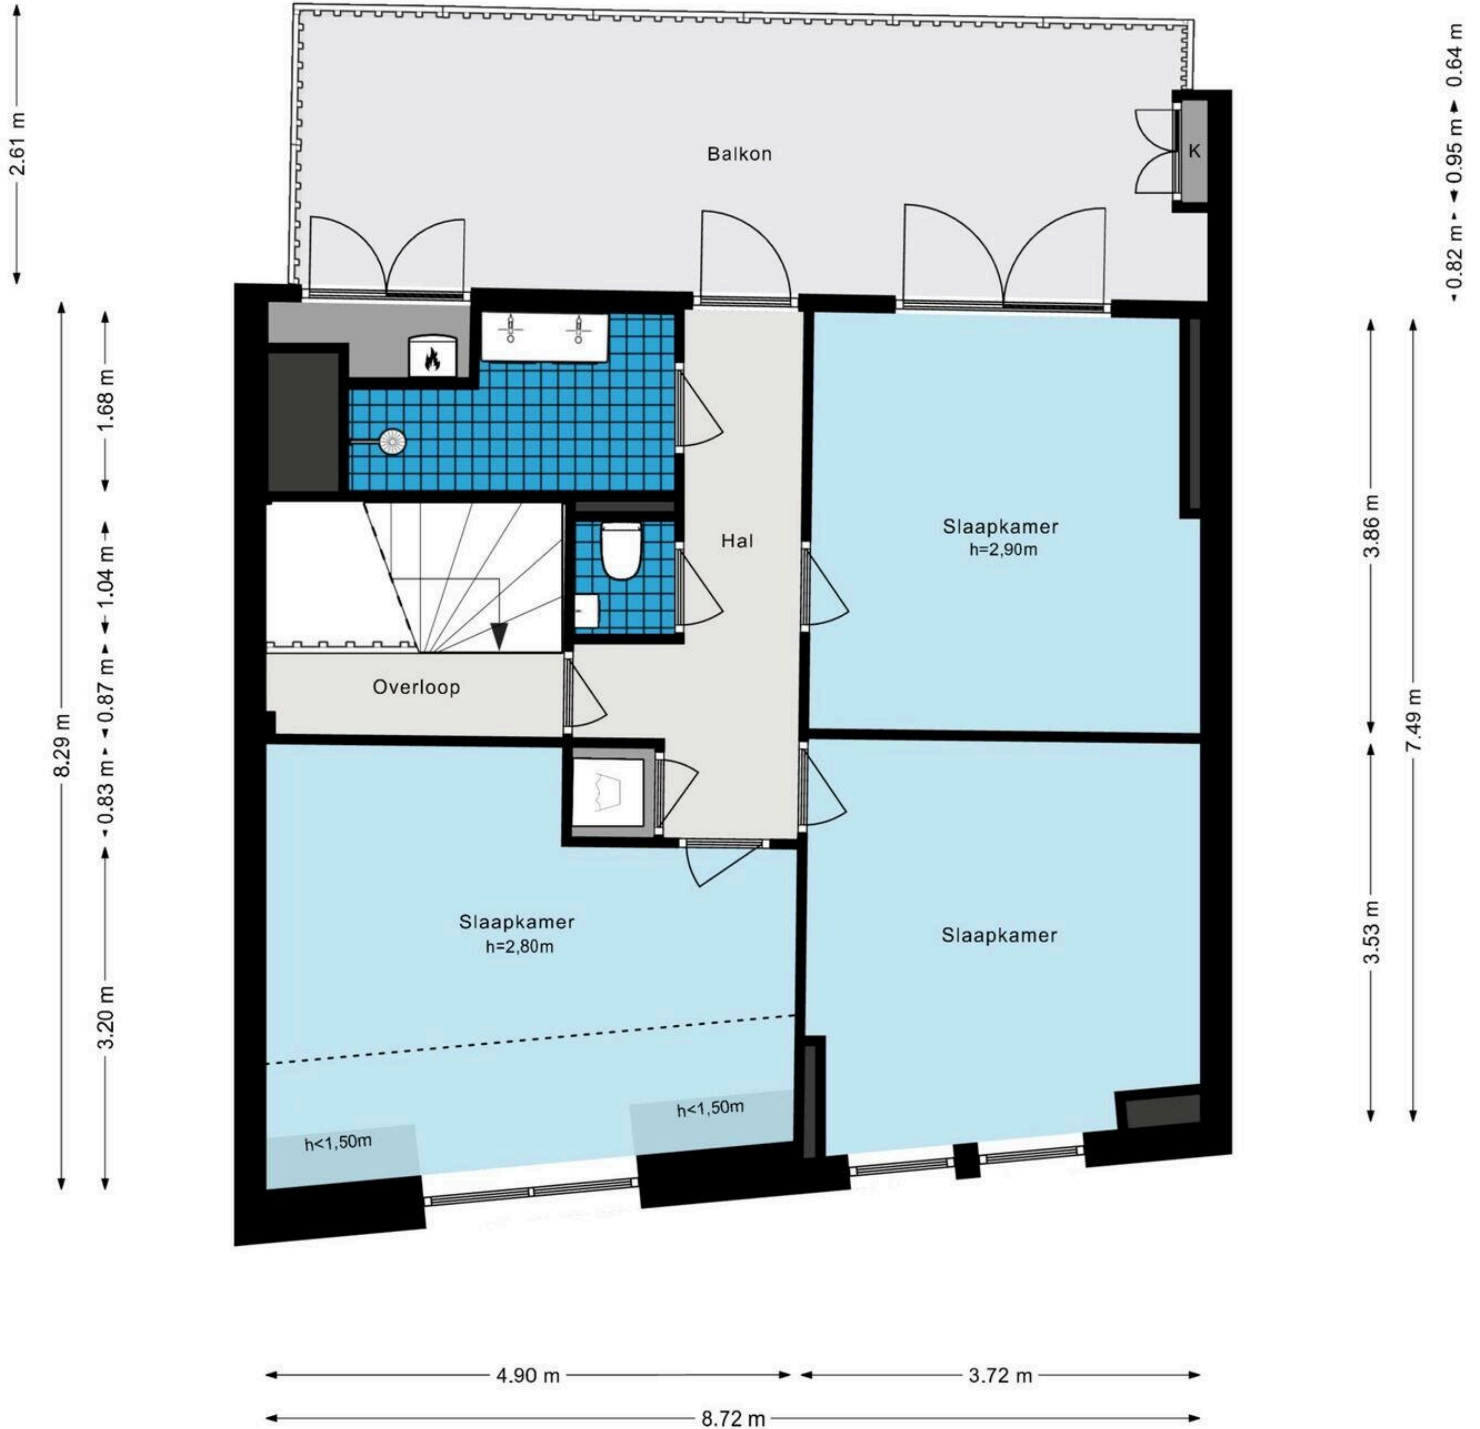 2.61 m
0.64 m
0.95 m
0.82 m
Balkon
K
8.29 m
1.68 m
1.04 m
0.87 m
0.83 m
3.20 m
Hal
Slaapkamer
h=2,90m
3.86 m
7.49 m
3.53 m
Overloop
Slaapkamer
h=2,80m
Slaapkamer
h<1,50m
h<1,50m
4.90 m
3.72 m
8.72 m